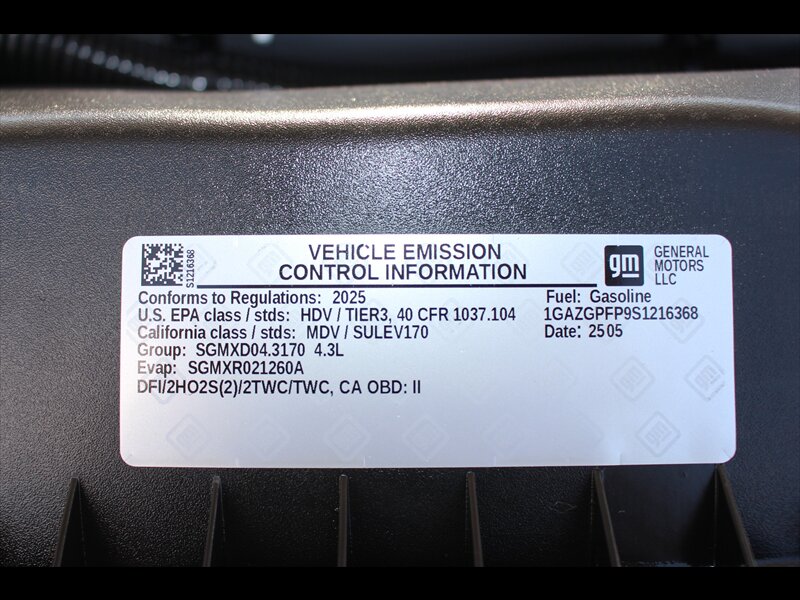 VEHICLE EMISSION
CONTROL INFORMATION
S1216368
gm
GENERAL
MOTORS
LLC
Conforms to Regulations: 2025
Fuel: Gasoline
U.S. EPA class / stds: HDV / TIER3, 40 CFR 1037.104
1GAZGPFP9S1216368
California class / stds: MDV / SULEV170
Date: 25 05
Group: SGMXD04.3170 4.3L
Evap: SGMXR021260A
DFI/2HO2S(2)/2TWC/TWC, CA OBD: II